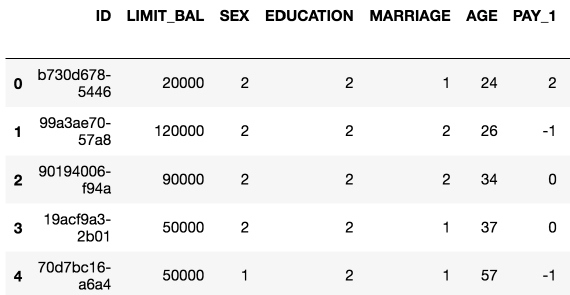 ID LIMIT_BAL SEX EDUCATION MARRIAGE AGE PAY_1
0 b730d678-
5446 20000 2 2 1 24 2
1 99a3ae70-
57a8 120000 2 2 2 26 -1
2 90194006-
f94a 90000 2 2 2 34 0
3 19acf9a3-
2b01 50000 2 2 1 37 0
4 70d7bc16-
a6a4 50000 1 2 1 57 -1